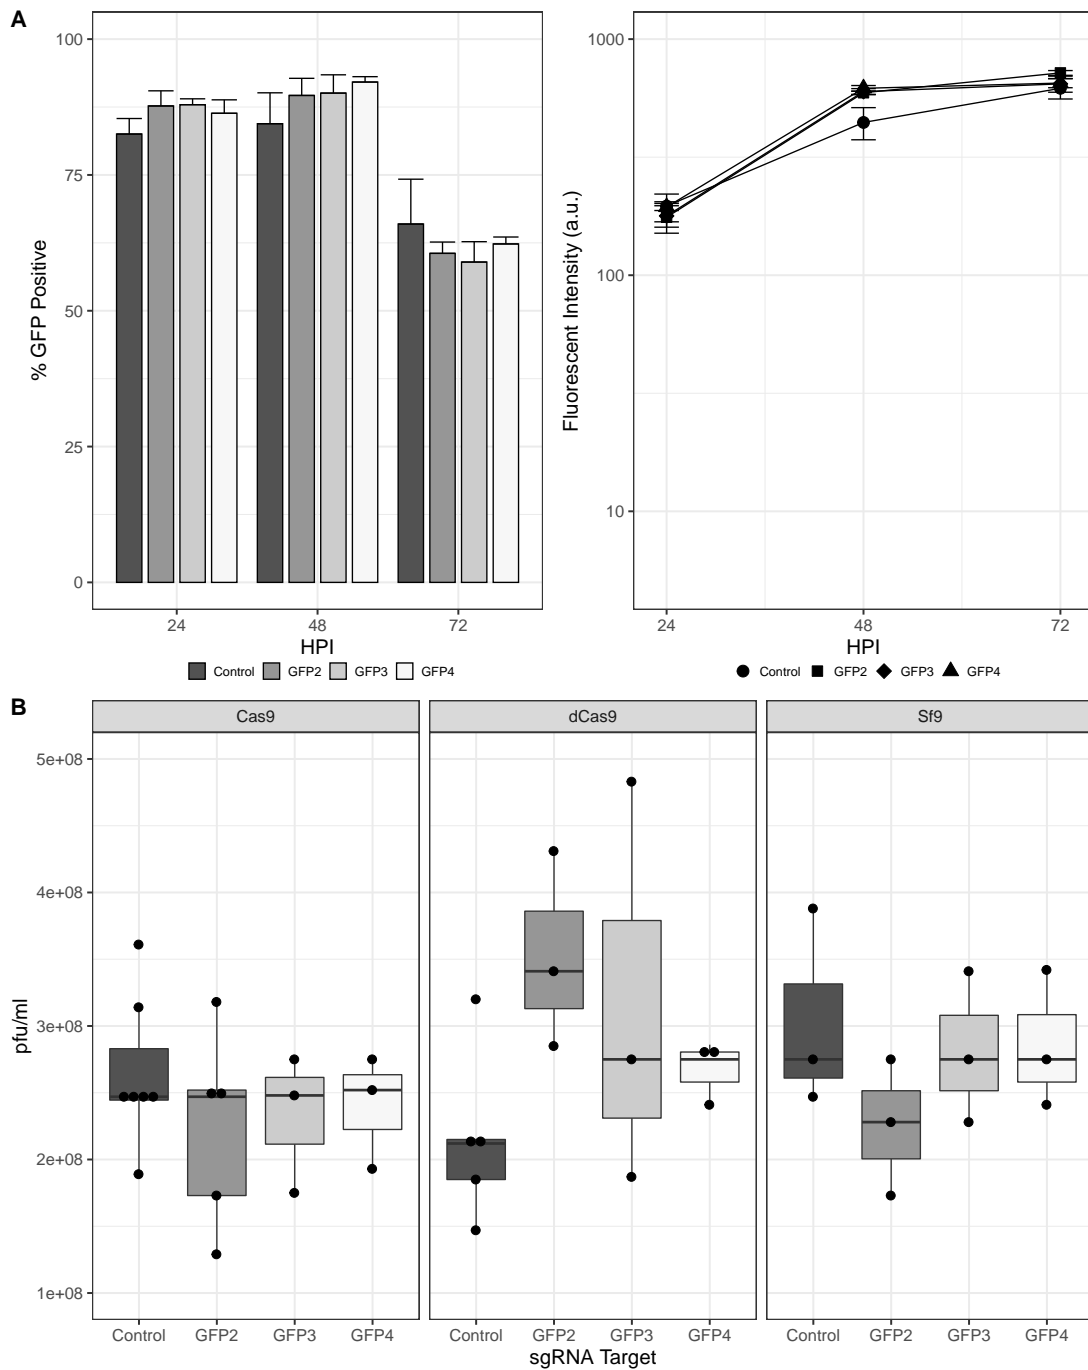 A
% GFP Positive
100
75
50
25
0
24 48 72
HPI
Control GFP2 GFP3 GFP4
Fluorescent Intensity (a.u.)
1000
100
10
24 48 72
HPI
Control GFP2 GFP3 GFP4
B
Cas9 dCas9 Sf9
pfu/ml
5e+08
4e+08
3e+08
2e+08
1e+08
Control GFP2 GFP3 GFP4 Control GFP2 GFP3 GFP4 Control GFP2 GFP3 GFP4
sgRNA Target